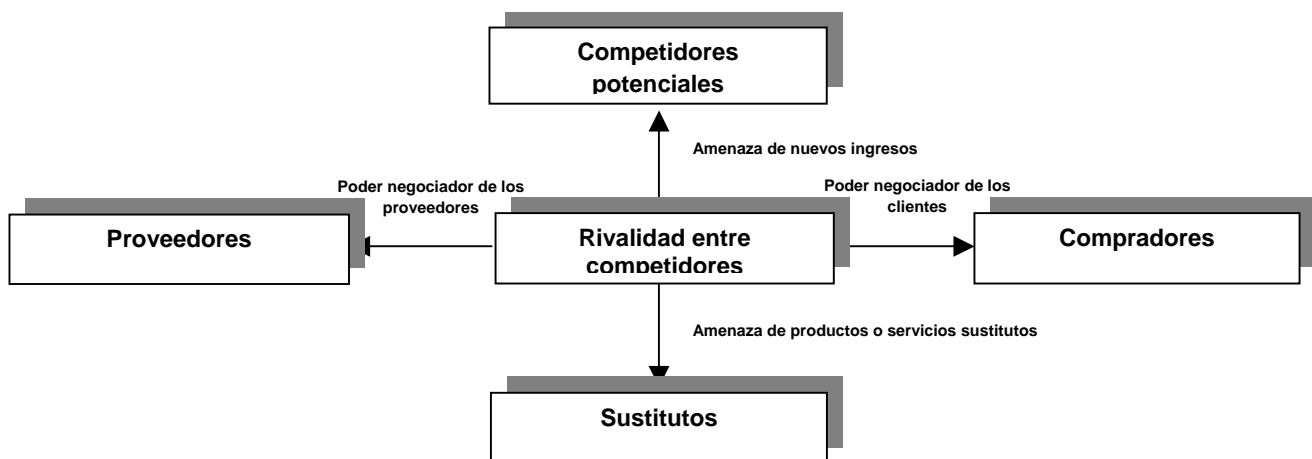 Competidores
potenciales
Amenaza de nuevos ingresos
Poder negociador de los
proveedores
Poder negociador de los
clientes
Proveedores
Rivalidad entre
competidores
Compradores
Amenaza de productos o servicios sustitutos
Sustitutos